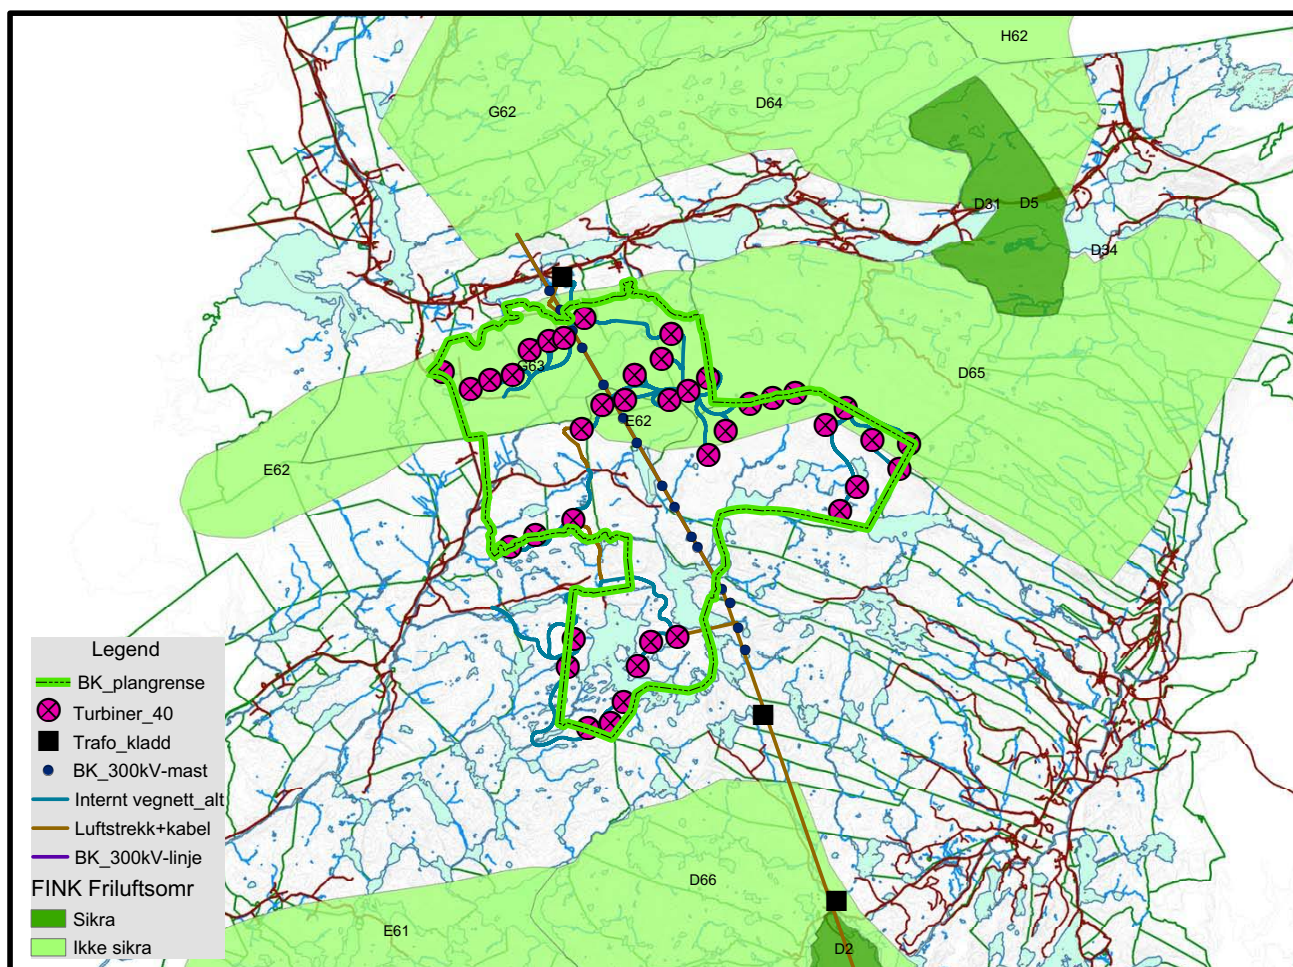 H62
G62
D64
D31
D5
D34
G63
D65
E62
E62
Legend
BK_plangrense
Turbiner_40
Trafo_kladd
BK_300kV-mast
Internt vegnett_alt
Luftstrekk+kabel
BK_300kV-linje
FINK Friluftsomr
Sikra
Ikke sikra
D66
E61
D2